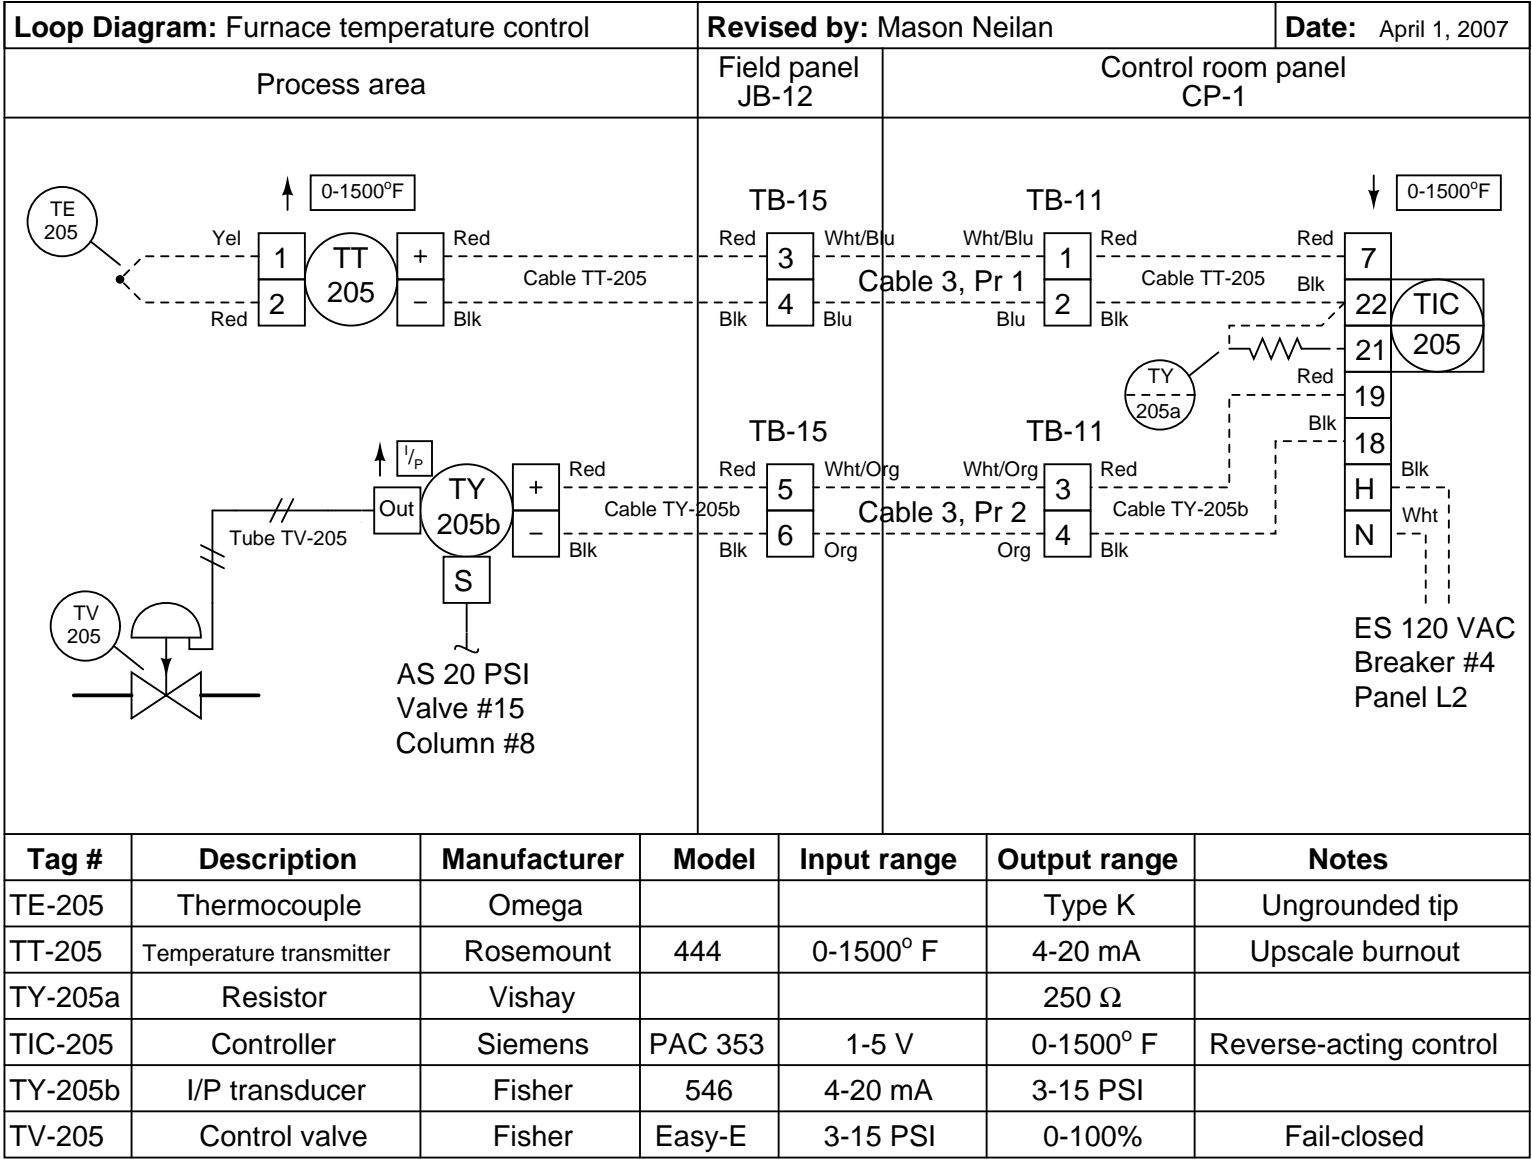 Loop Diagram: Furnace temperature control
Revised by: Mason Neilan
Date: April 1, 2007
Process area
Field panel
JB-12
Control room panel
CP-1
TE
205
0-1500°F
Yel
Red
1
2
TT
205
+
−
Red
Blk
Cable TT-205
TB-15
Red
Blk
3
4
Wht/Blu
Blu
Cable 3, Pr 1
TB-11
Wht/Blu
Blu
1
2
Red
Blk
Cable TT-205
0-1500°F
Red
Blk
7
22
21
19
18
H
N
TIC
205
TY
205a
Red
Blk
Blk
Wht
ES 120 VAC
Breaker #4
Panel L2
I/P
Out
TY
205b
S
+
−
Red
Blk
Cable TY-205b
TB-15
Red
Blk
5
6
Wht/Org
Org
Cable 3, Pr 2
TB-11
Wht/Org
Org
3
4
Red
Blk
Cable TY-205b
Tube TV-205
TV
205
AS 20 PSI
Valve #15
Column #8
Tag # Description Manufacturer Model Input range Output range Notes
TE-205 Thermocouple Omega Type K Ungrounded tip
TT-205 Temperature transmitter Rosemount 444 0-1500° F 4-20 mA Upscale burnout
TY-205a Resistor Vishay 250 Ω
TIC-205 Controller Siemens PAC 353 1-5 V 0-1500° F Reverse-acting control
TY-205b I/P transducer Fisher 546 4-20 mA 3-15 PSI
TV-205 Control valve Fisher Easy-E 3-15 PSI 0-100% Fail-closed